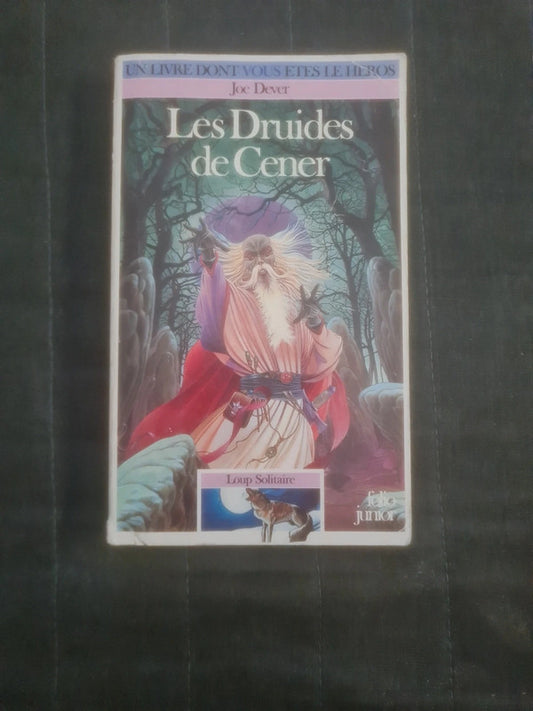 UN LIVRE DONT VOUS ETES LE HEROS
Joe Dever
Les Druides
de Cener
Loup Solitaire
folio
junior